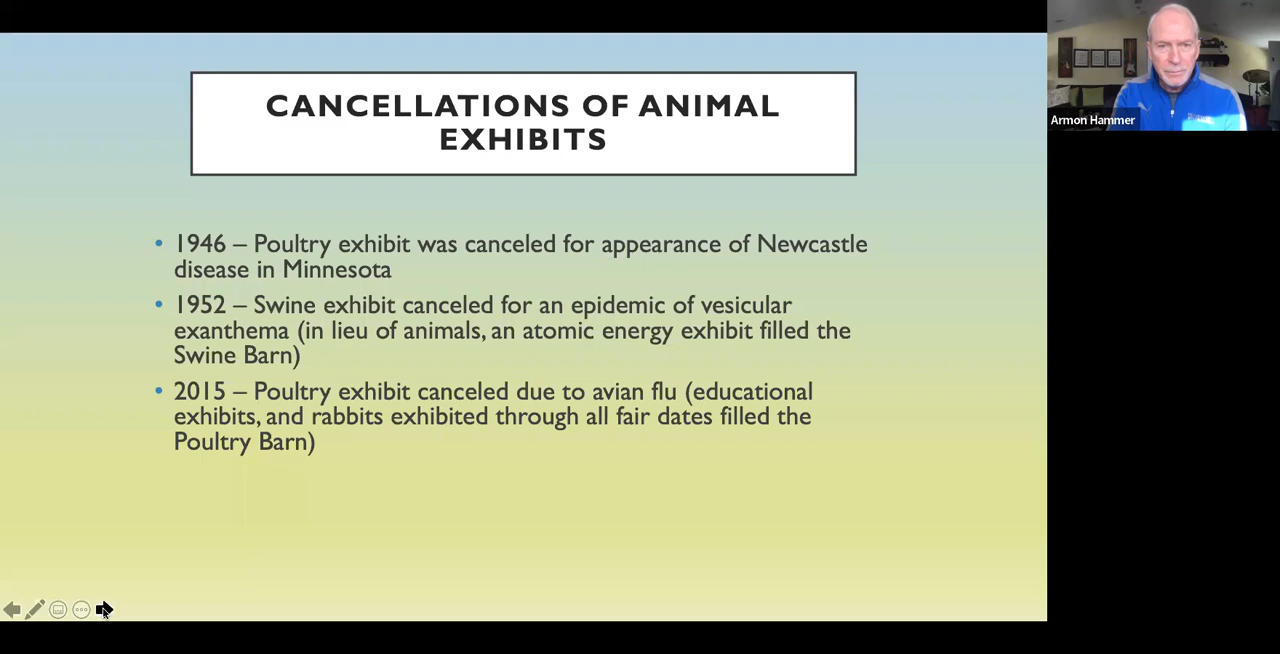 CANCELLATIONS OF ANIMAL
EXHIBITS
• 1946 – Poultry exhibit was canceled for appearance of Newcastle
disease in Minnesota
• 1952 – Swine exhibit canceled for an epidemic of vesicular
exanthema (in lieu of animals, an atomic energy exhibit filled the
Swine Barn)
• 2015 – Poultry exhibit canceled due to avian flu (educational
exhibits, and rabbits exhibited through all fair dates filled the
Poultry Barn)
Armon Hammer